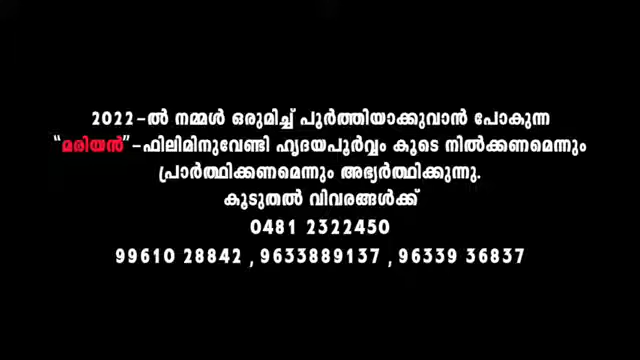 2022-ൽ നമ്മൾ ഒരുമിച്ച് പൂർത്തിയാക്കുവാൻ പോകുന്ന
“മരിയൻ”-ഫിലിമിനുവേണ്ടി ഹൃദയപൂർവ്വം കൂടെ നിൽക്കണമെന്നും
പ്രാർത്ഥിക്കണമെന്നും അഭ്യർത്ഥിക്കുന്നു.
കൂടുതൽ വിവരങ്ങൾക്ക്
0481 2322450
99610 28842 , 9633889137 , 96339 36837